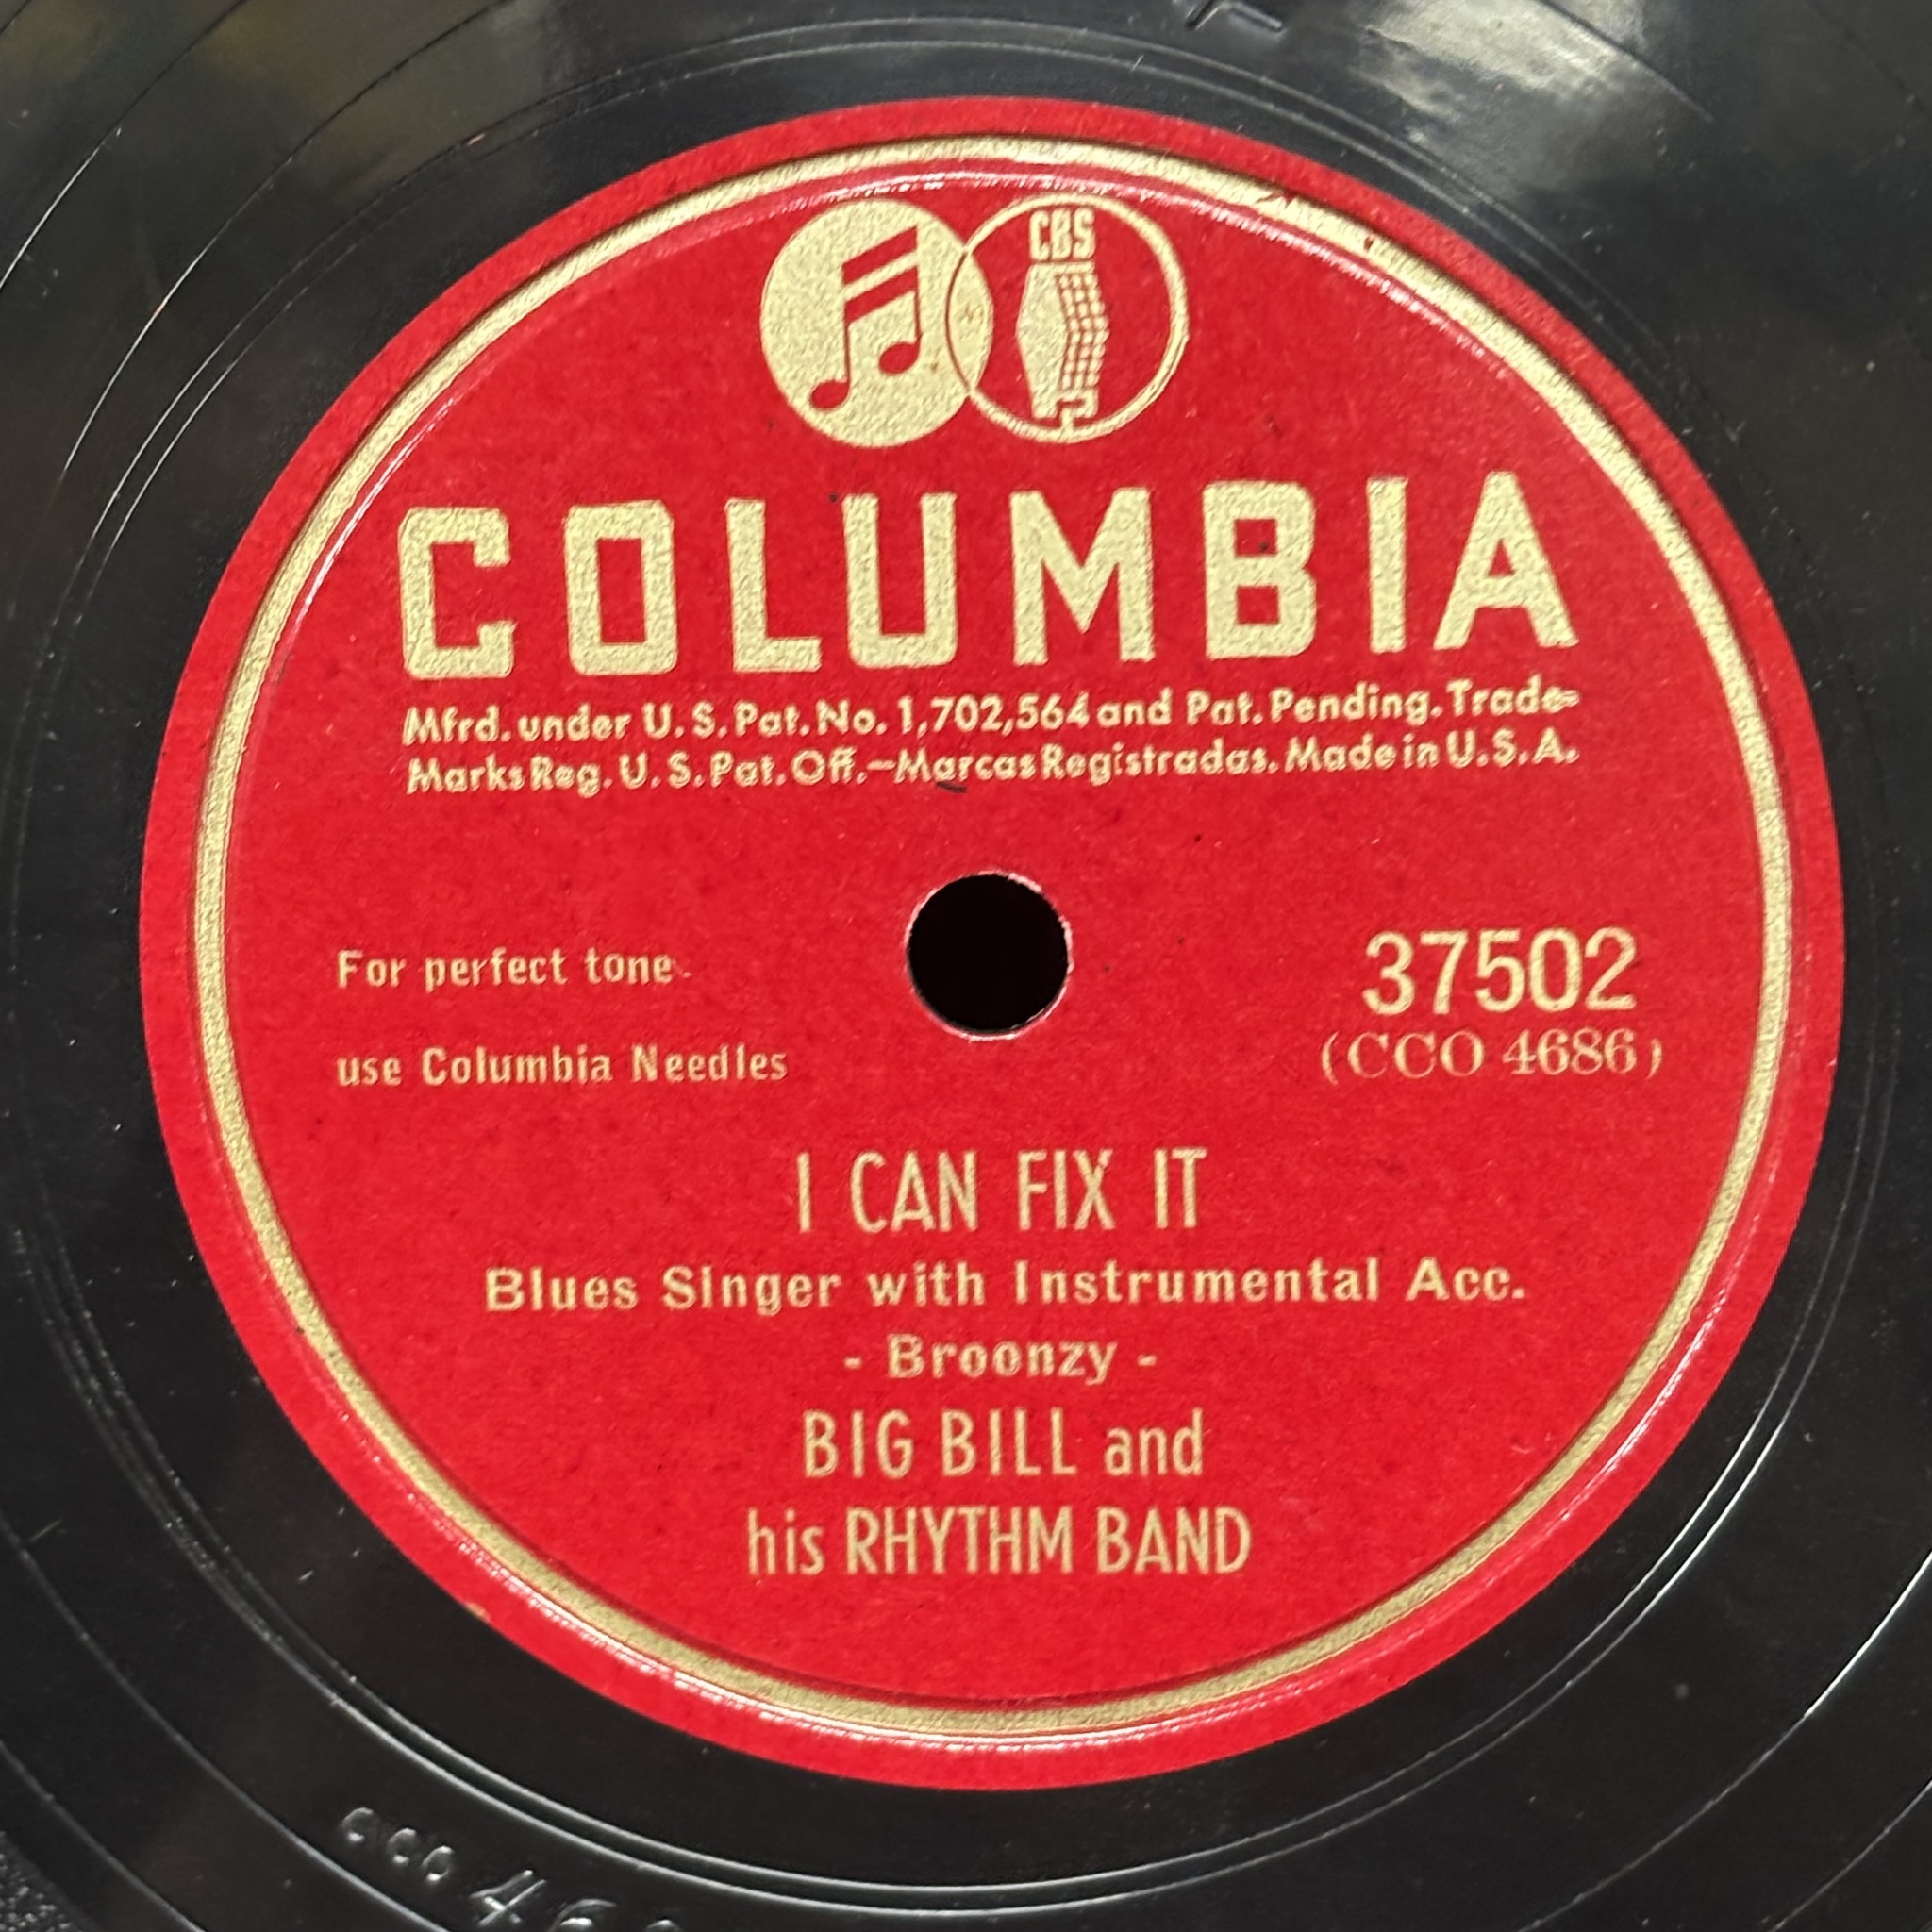 CBS
COLUMBIA
Mfrd. under U. S. Pat. No. 1,702,564 and Pat. Pending. Trade-
Marks Reg. U. S. Pat. Off.—Marcas Registradas. Made in U.S.A.
For perfect tone
use Columbia Needles
37502
(CCO 4686)
I CAN FIX IT
Blues Singer with Instrumental Acc.
- Broonzy -
BIG BILL and
his RHYTHM BAND